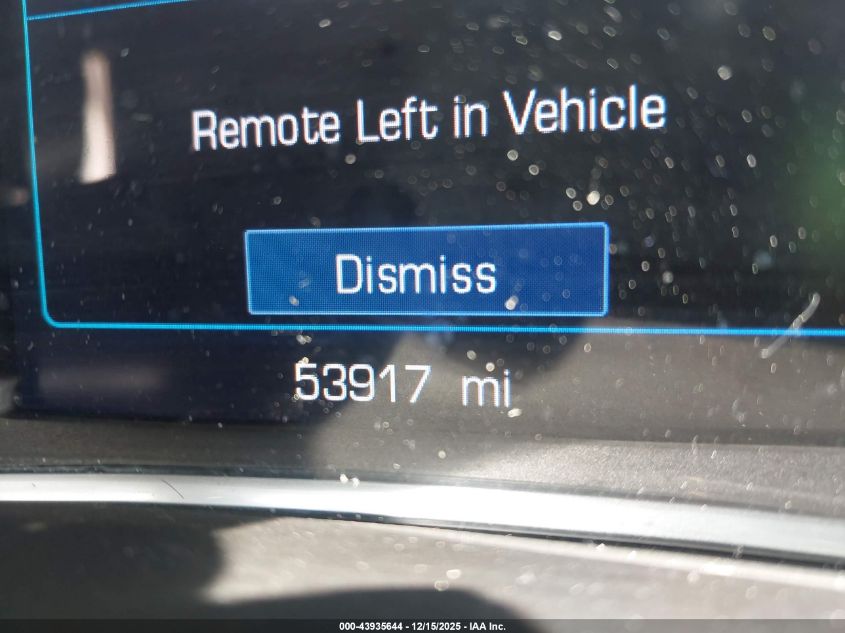 Remote Left in Vehicle
Dismiss
53917 mi
000-43935644 - 12/15/2025 - IAA Inc.